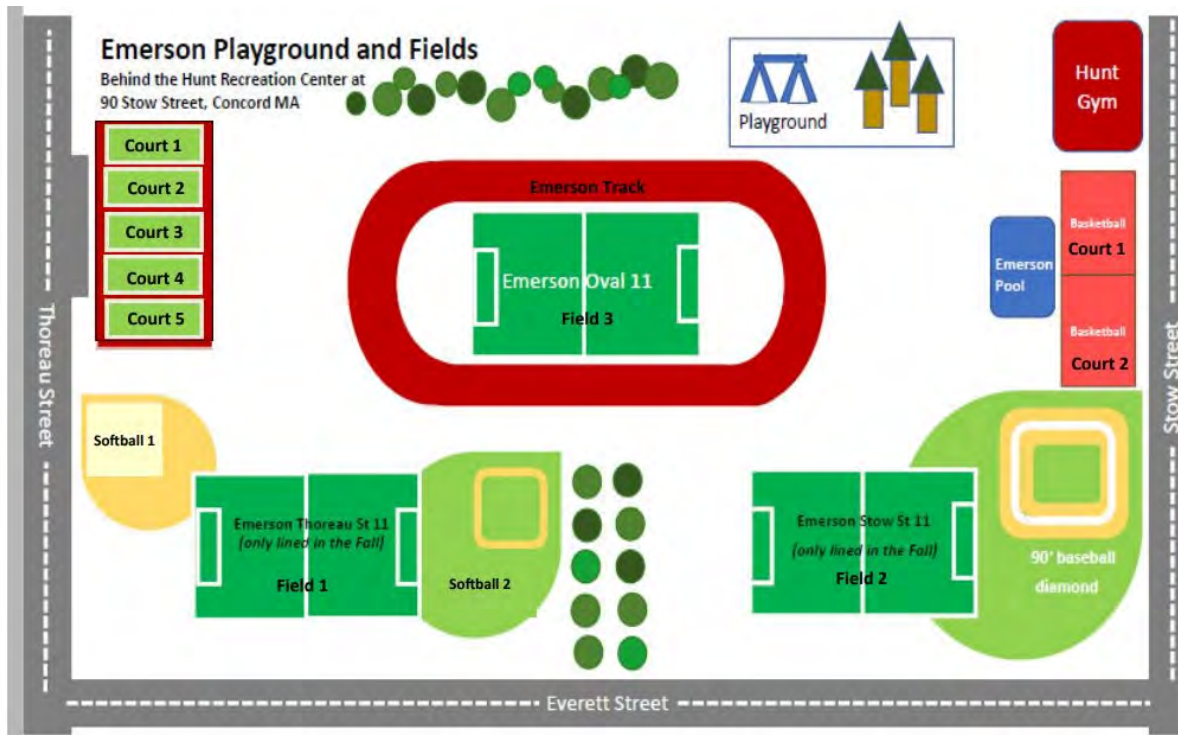 Emerson Playground and Fields
Behind the Hunt Recreation Center at
90 Stow Street, Concord MA
Playground
Hunt
Gym
Court 1
Court 2
Court 3
Court 4
Court 5
Emerson Track
Emerson Oval 11
Field 3
Emerson
Pool
Basketball
Court 1
Basketball
Court 2
Thoreau Street
Stow Street
Softball 1
Emerson Thoreau St 11
(only lined in the Fall)
Field 1
Softball 2
Emerson Stow St 11
(only lined in the Fall)
Field 2
90' baseball
diamond
Everett Street